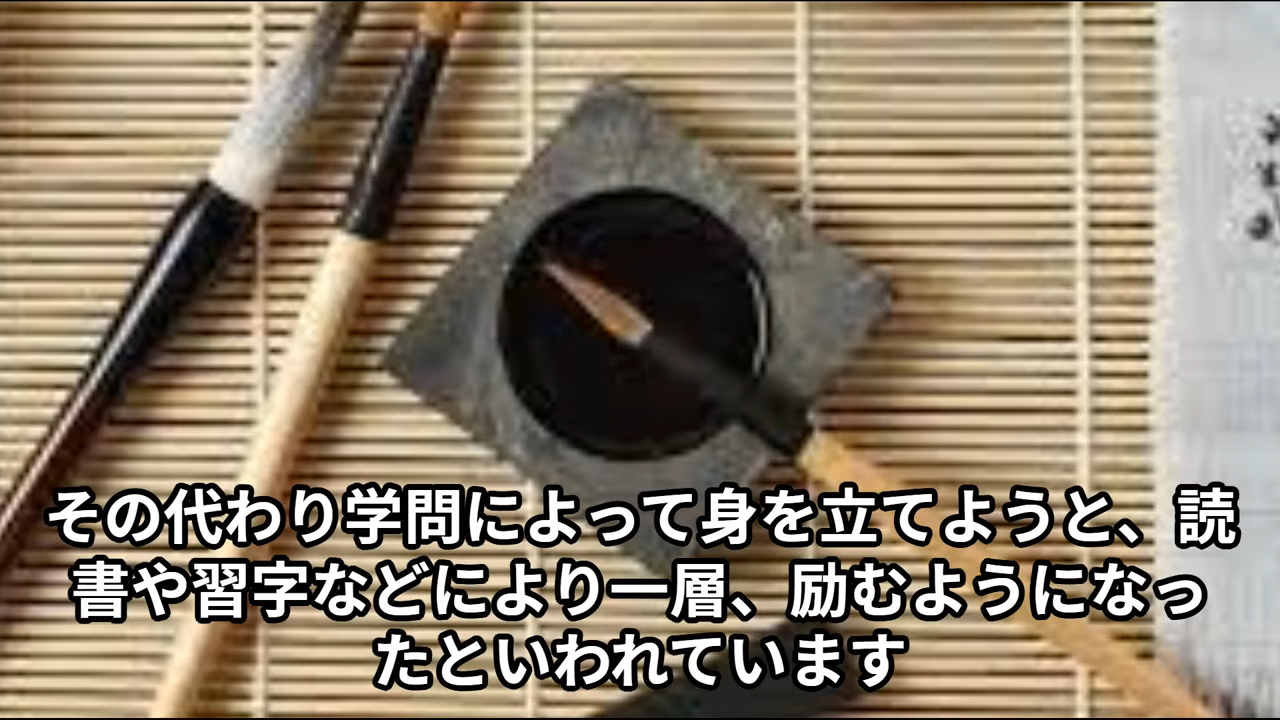 その代わり学問によって身を立てようと、読
書や習字などにより一層、励むようになっ
たといわれています